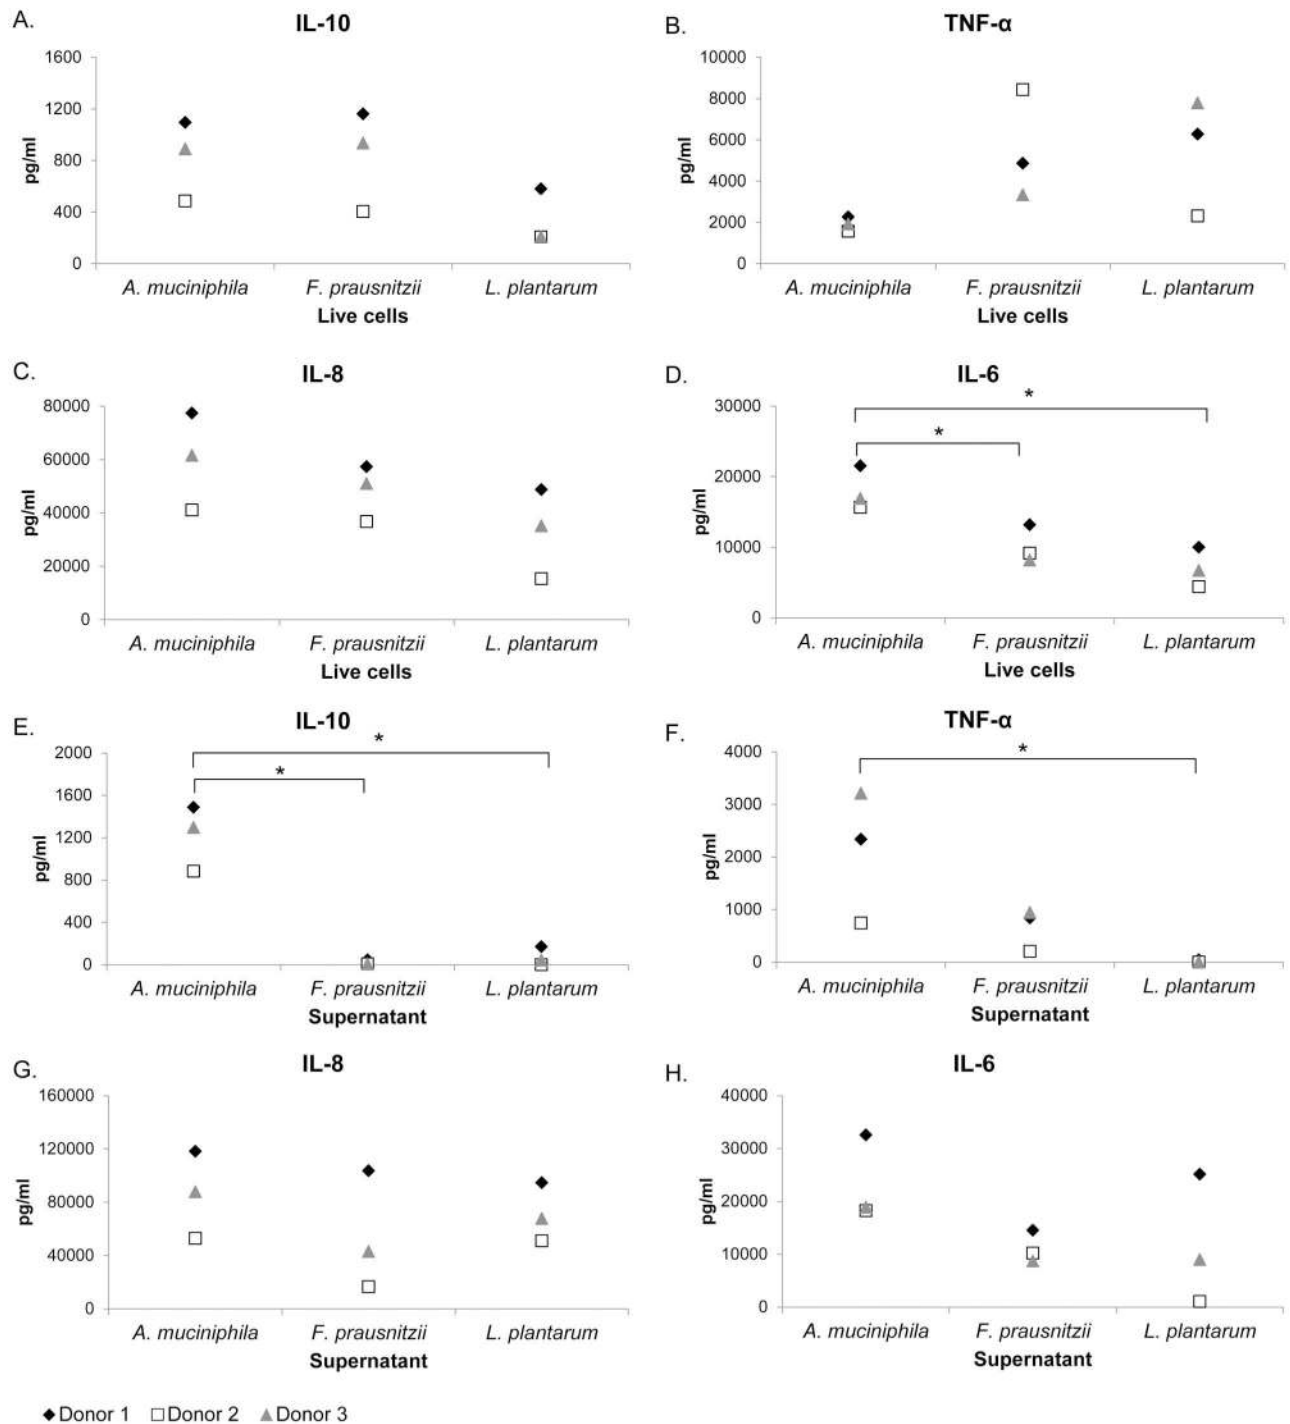 A.
IL-10
1600
1200
800
400
0
pg/ml
A. muciniphila F. prausnitzii L. plantarum
Live cells
B.
TNF-α
10000
8000
6000
4000
2000
0
pg/ml
A. muciniphila F. prausnitzii L. plantarum
Live cells
C.
IL-8
80000
60000
40000
20000
0
pg/ml
A. muciniphila F. prausnitzii L. plantarum
Live cells
D.
IL-6
30000
20000
10000
0
pg/ml
*
*
A. muciniphila F. prausnitzii L. plantarum
Live cells
E.
IL-10
2000
1600
1200
800
400
0
pg/ml
*
*
A. muciniphila F. prausnitzii L. plantarum
Supernatant
F.
TNF-α
4000
3000
2000
1000
0
pg/ml
*
A. muciniphila F. prausnitzii L. plantarum
Supernatant
G.
IL-8
160000
120000
80000
40000
0
pg/ml
A. muciniphila F. prausnitzii L. plantarum
Supernatant
H.
IL-6
40000
30000
20000
10000
0
pg/ml
A. muciniphila F. prausnitzii L. plantarum
Supernatant
Donor 1 Donor 2 Donor 3